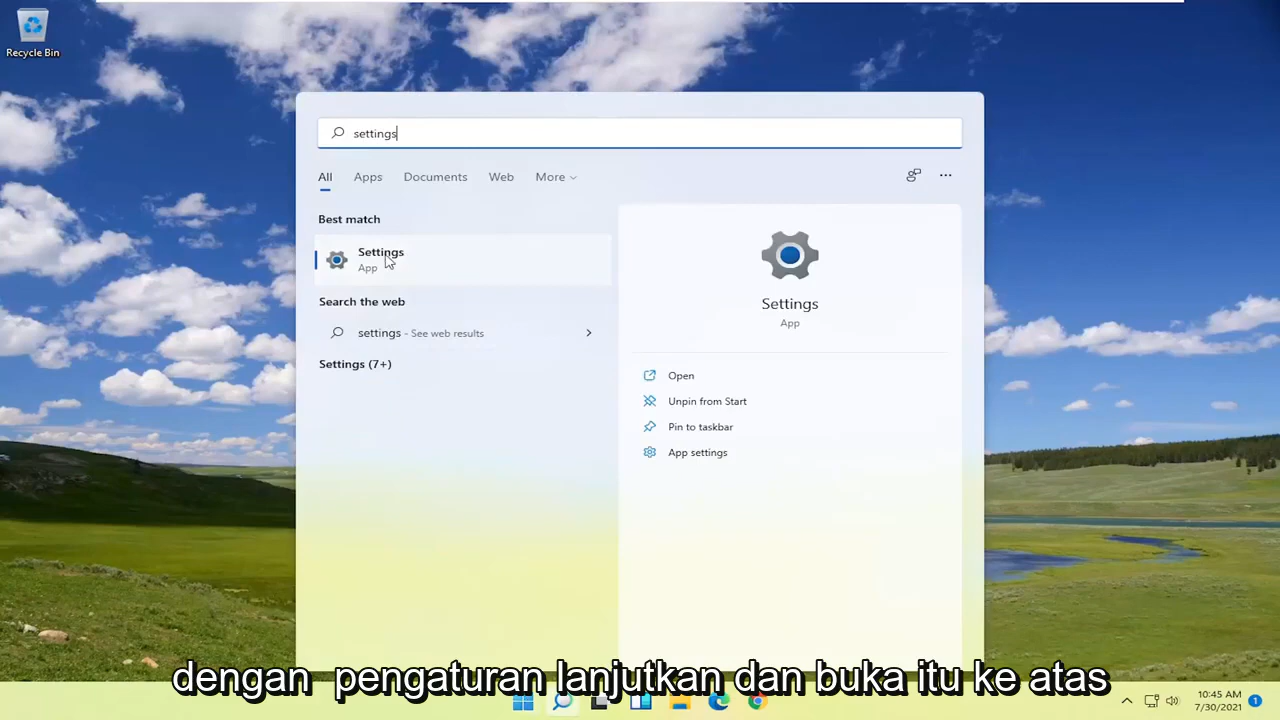 Recycle Bin
settings
All Apps Documents Web More
Best match
Settings
App
Search the web
settings - See web results
Settings (7+)
Settings
App
Open
Unpin from Start
Pin to taskbar
App settings
dengan pengaturan lanjutkan dan buka itu ke atas
10:45 AM
7/30/2021
1